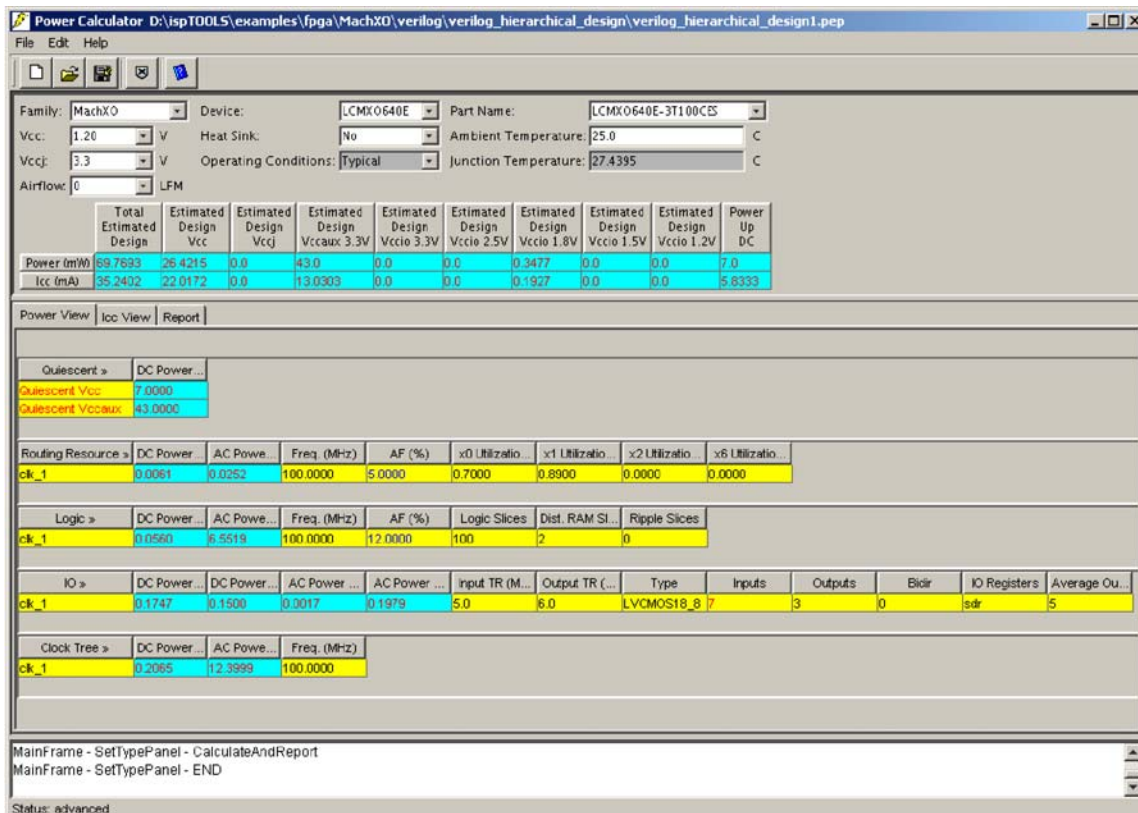 Power Calculator D:\ispTOOLS\examples\fpga\MachXO\verilog\verilog_hierarchical_design\verilog_hierarchical_design1.pep
File Edit Help
Family: MachXO Device: LCMXO640E Part Name: LCMXO640E-3T100CES
Vcc: 1.20 V Heat Sink: No Ambient Temperature: 25.0 C
Vccj: 3.3 V Operating Conditions: Typical Junction Temperature: 27.4395 C
Airflow: 0 LFM
Total Estimated Design Estimated Design Vcc Estimated Design Vccj Estimated Design Vccaux 3.3V Estimated Design Vccio 3.3V Estimated Design Vccio 2.5V Estimated Design Vccio 1.8V Estimated Design Vccio 1.5V Estimated Design Vccio 1.2V Power Up DC
Power (mW) 69.7693 26.4215 0.0 43.0 0.0 0.0 0.3477 0.0 0.0 7.0
Icc (mA) 35.2402 22.0172 0.0 13.0303 0.0 0.0 0.1927 0.0 0.0 5.8333
Power View Icc View Report
Quiescent » DC Power...
Quiescent Vcc 7.0000
Quiescent Vccaux 43.0000
Routing Resource » DC Power... AC Powe... Freq. (MHz) AF (%) x0 Utilizatio... x1 Utilizatio... x2 Utilizatio... x6 Utilizatio...
clk_1 0.0061 0.0252 100.0000 5.0000 0.7000 0.8900 0.0000 0.0000
Logic » DC Power... AC Powe... Freq. (MHz) AF (%) Logic Slices Dist. RAM Sl... Ripple Slices
clk_1 0.0560 6.5519 100.0000 12.0000 100 2 0
IO » DC Power... DC Power... AC Power ... AC Power ... Input TR (M... Output TR (... Type Inputs Outputs Bidir IO Registers Average Ou...
clk_1 0.1747 0.1500 0.0017 0.1979 5.0 6.0 LVCMOS18_8 7 3 0 sdr 5
Clock Tree » DC Power... AC Powe... Freq. (MHz)
clk_1 0.2065 12.3999 100.0000
MainFrame - SetTypePanel - CalculateAndReport
MainFrame - SetTypePanel - END
Status: advanced